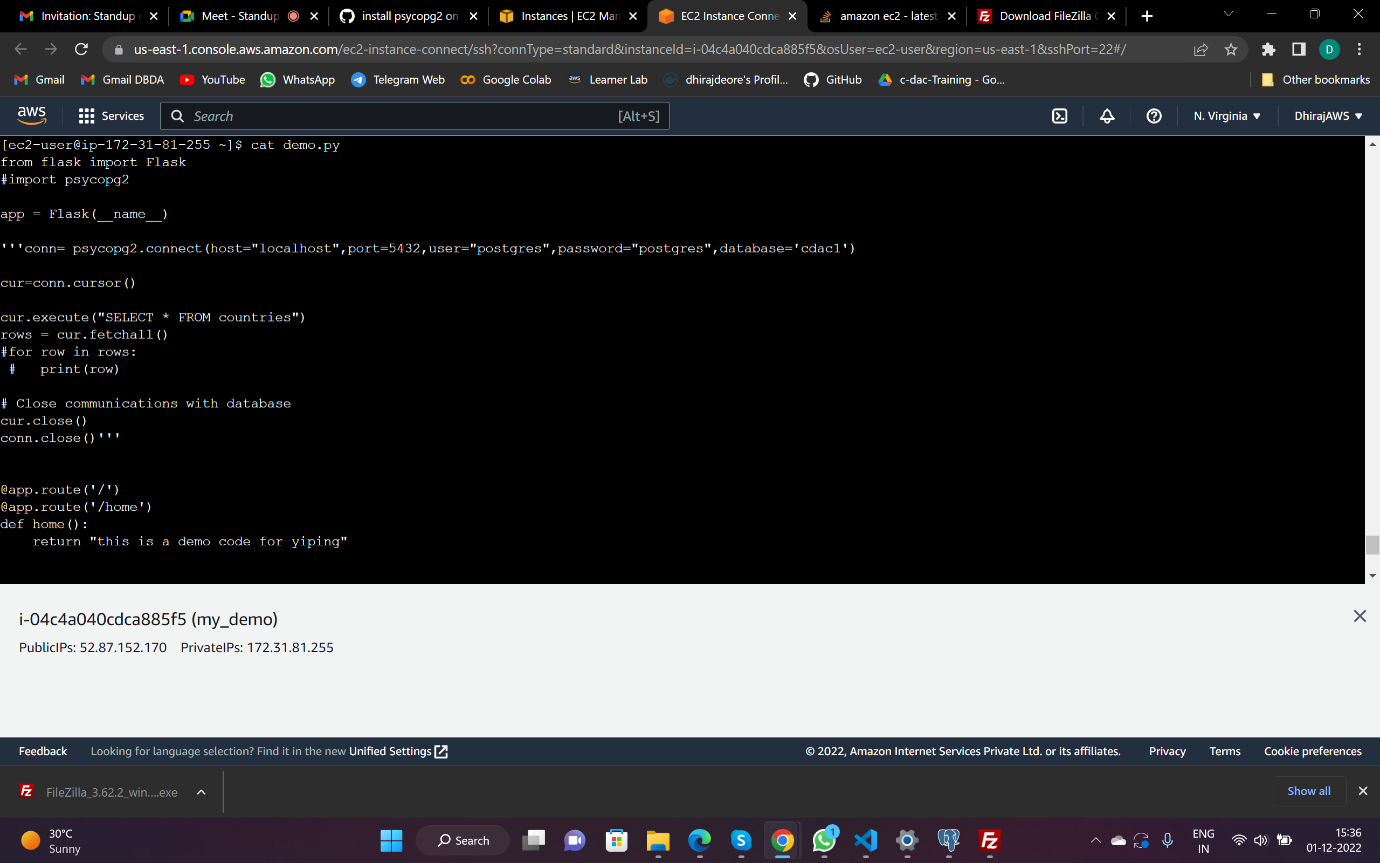 Invitation: Standup
Meet - Standup
install psycopg2 on
Instances | EC2 Man
EC2 Instance Conne
amazon ec2 - latest
Download FileZilla
us-east-1.console.aws.amazon.com/ec2-instance-connect/ssh?connType=standard&instanceId=i-04c4a040cdca885f5&osUser=ec2-user&region=us-east-1&sshPort=22#/
D
Gmail
Gmail DBDA
YouTube
WhatsApp
Telegram Web
Google Colab
aws Learner Lab
dhirajdeore's Profil...
GitHub
c-dac-Training - Go...
Other bookmarks
aws
Services
Search
[Alt+S]
N. Virginia
DhirajAWS
[ec2-user@ip-172-31-81-255 ~]$ cat demo.py
from flask import Flask
#import psycopg2
app = Flask(__name__)
'''conn= psycopg2.connect(host="localhost",port=5432,user="postgres",password="postgres",database='cdac1')
cur=conn.cursor()
cur.execute("SELECT * FROM countries")
rows = cur.fetchall()
#for row in rows:
 #   print(row)
# Close communications with database
cur.close()
conn.close()'''
@app.route('/')
@app.route('/home')
def home():
    return "this is a demo code for yiping"
i-04c4a040cdca885f5 (my_demo)
PublicIPs: 52.87.152.170 PrivateIPs: 172.31.81.255
Feedback
Looking for language selection? Find it in the new Unified Settings
© 2022, Amazon Internet Services Private Ltd. or its affiliates.
Privacy
Terms
Cookie preferences
FileZilla_3.62.2_win....exe
Show all
30°C
Sunny
Search
1
ENG
IN
15:36
01-12-2022